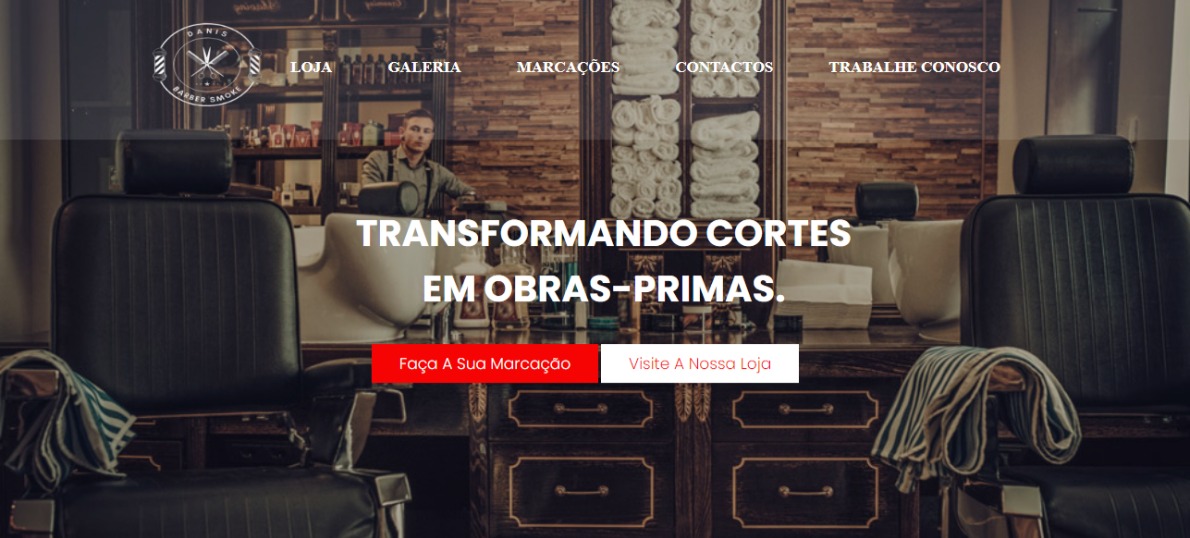 DANIS
BARBER SMOKE
LOJA
GALERIA
MARCAÇÕES
CONTACTOS
TRABALHE CONOSCO
TRANSFORMANDO CORTES
EM OBRAS-PRIMAS.
Faça A Sua Marcação
Visite A Nossa Loja